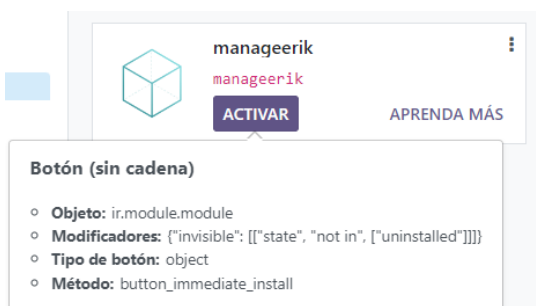 manageerik
manageerik
ACTIVAR APRENDA MÁS
Botón (sin cadena)
Objeto: ir.module.module
Modificadores: {"invisible": [["state", "not in", ["uninstalled"]]]}
Tipo de botón: object
Método: button_immediate_install